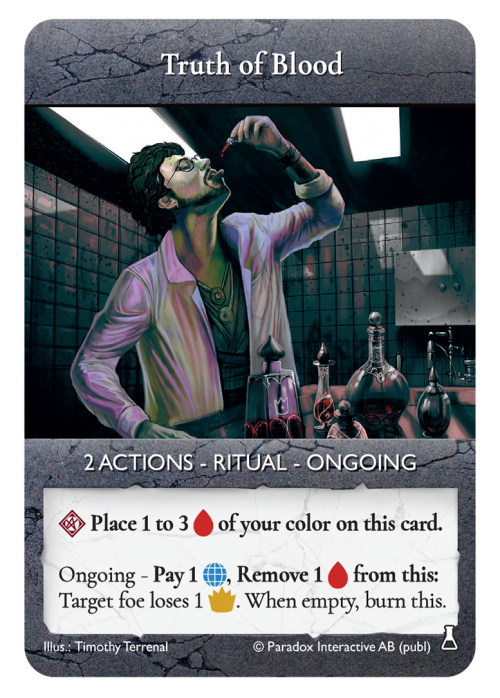 Truth of Blood
2 ACTIONS - RITUAL - ONGOING
Place 1 to 3 of your color on this card.
Ongoing - Pay 1 , Remove 1 from this:
Target foe loses 1 . When empty, burn this.
Illus.: Timothy Terrenal © Paradox Interactive AB (publ)